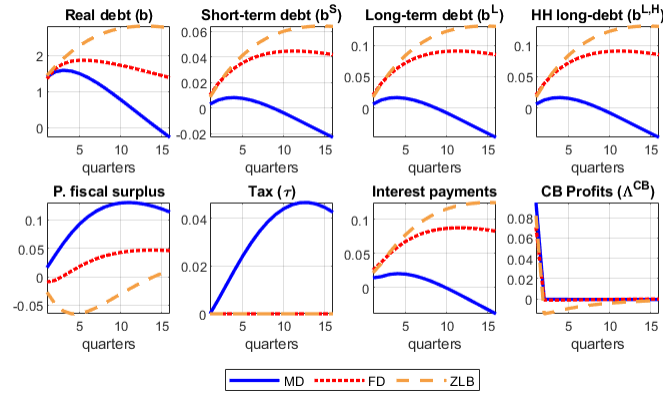 Real debt (b)
Short-term debt (b^S)
Long-term debt (b^L)
HH long-debt (b^{L,H})
2
1
0
0.06
0.04
0.02
0
-0.02
0.1
0.05
0
0.1
0.05
0
5 10 15
5 10 15
5 10 15
5 10 15
quarters
quarters
quarters
quarters
P. fiscal surplus
Tax (τ)
Interest payments
CB Profits (Λ^{CB})
0.1
0.05
0
-0.05
0.04
0.02
0
0.1
0.05
0
0.08
0.06
0.04
0.02
0
5 10 15
5 10 15
5 10 15
5 10 15
quarters
quarters
quarters
quarters
MD FD ZLB